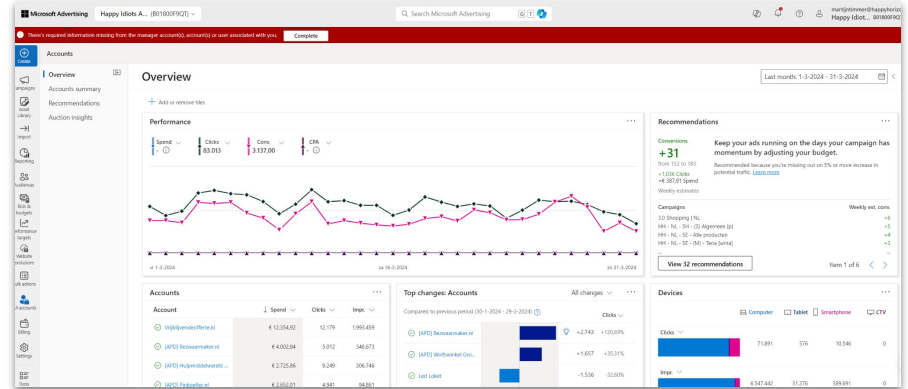 Microsoft Advertising
Happy Idiots A... (B01800F9QT)
Search Microsoft Advertising
martijntimmer@happyhorizo
Happy Idiot... B01800F9QT
There's required information missing from the manager account(s), account(s) or user associated with you.
Complete
Create
Campaigns
Asset
Library
Import
Reporting
Audiences
Bids &
budgets
targets
Website
Bulk actions
All accounts
Billing
Settings
Tools
Accounts
Overview
Accounts summary
Recommendations
Auction insights
Overview
Last month: 1-3-2024 - 31-3-2024
Add or remove tiles
Performance
Spend
-
Clicks
83.013
Conv.
3.137,00
CPA
-
vr 1-3-2024
za 16-3-2024
zo 31-3-2024
Recommendations
Conversions
+31
from 152 to 183
+1,03K Clicks
+€ 387,91 Spend
Weekly estimates
Keep your ads running on the days your campaign has
momentum by adjusting your budget.
Recommended because you're missing out on 5% or more increase in
potential traffic. Learn more
Campaigns Weekly est. conv.
3.0 Shopping | NL +6
HH - NL - SH - (S) Algemeen [p] +5
HH - NL - SE - Alle producten +4
HH - NL - SE - (M) - Tena [winta] +3
View 32 recommendations
Item 1 of 6
Accounts
Account Spend Clicks Impr.
Vrijblijvendeofferte.nl € 12.354,92 12.179 1.993.459
[APD] Bezwaarmaker.nl € 4.002,84 5.012 346.673
[APD] Hulpmiddelwereld ... € 2.725,86 9.249 306.746
[APD] Finkpellas.nl € 2.652,01 4.941 94.861
Top changes: Accounts
All changes
Compared to previous period (30-1-2024 - 29-2-2024)
Clicks
[APD] Bezwaarmaker.nl +2.743 +120,89%
[APD] Wolfswinkel Gro... +1.657 +35,31%
Led Loket -1.536 -32,60%
Devices
Computer Tablet Smartphone CTV
Clicks
71.891 576 10.546 0
Impr.
6.547.442 31.276 389.691 0